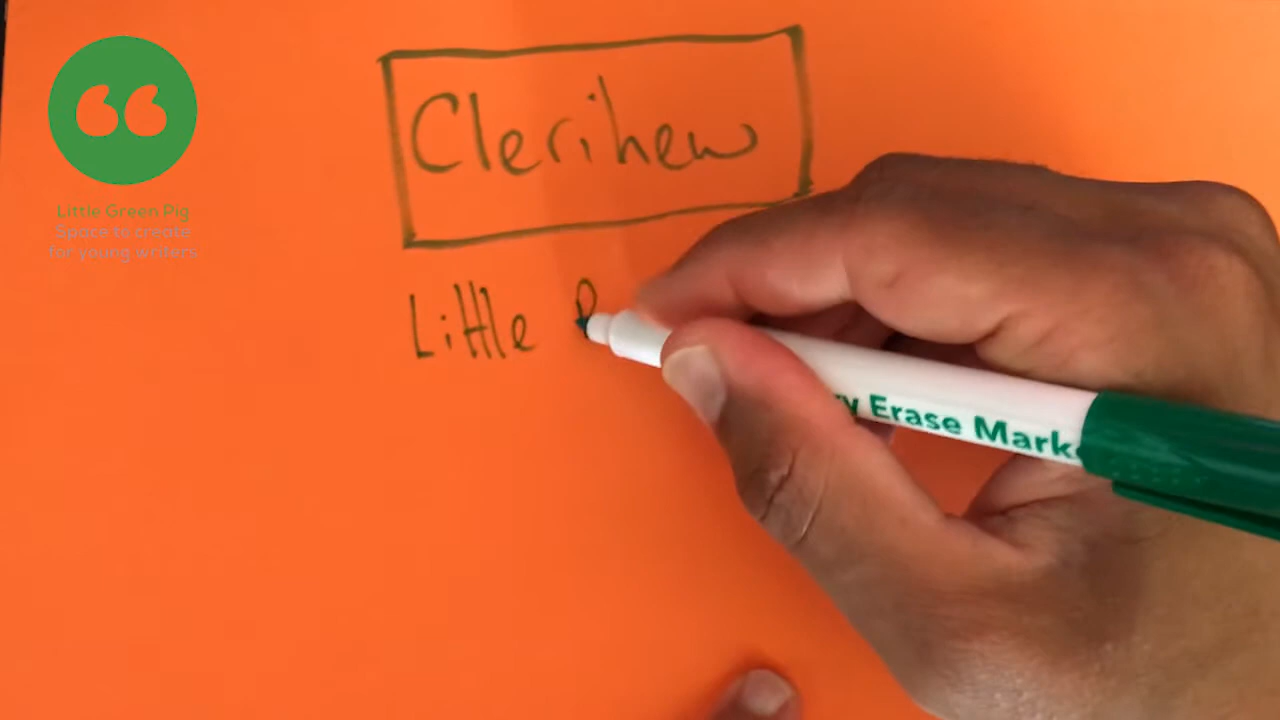 Clerihew
Little
Little Green Pig
Space to create
for young writers
Erase Mark